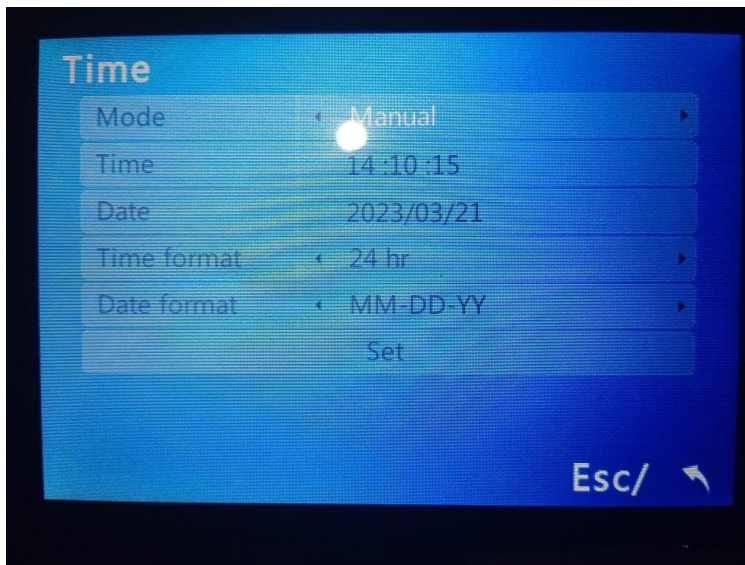 Time
Mode Manual
Time 14 :10 :15
Date 2023/03/21
Time format 24 hr
Date format MM-DD-YY
Set
Esc/